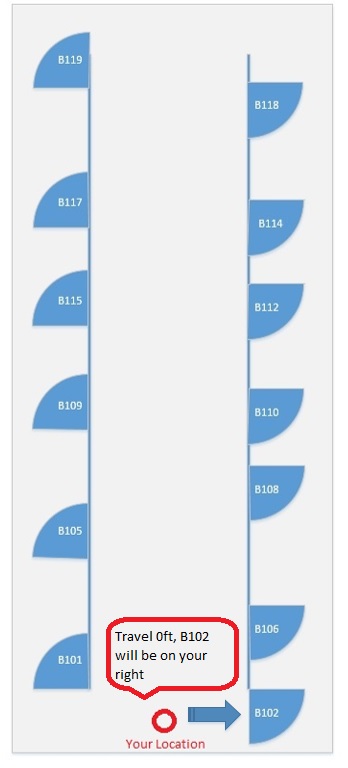 B119
B118
B117
B114
B115
B112
B109
B110
B108
B105
B106
Travel 0ft, B102
will be on your
right
B101
B102
Your Location